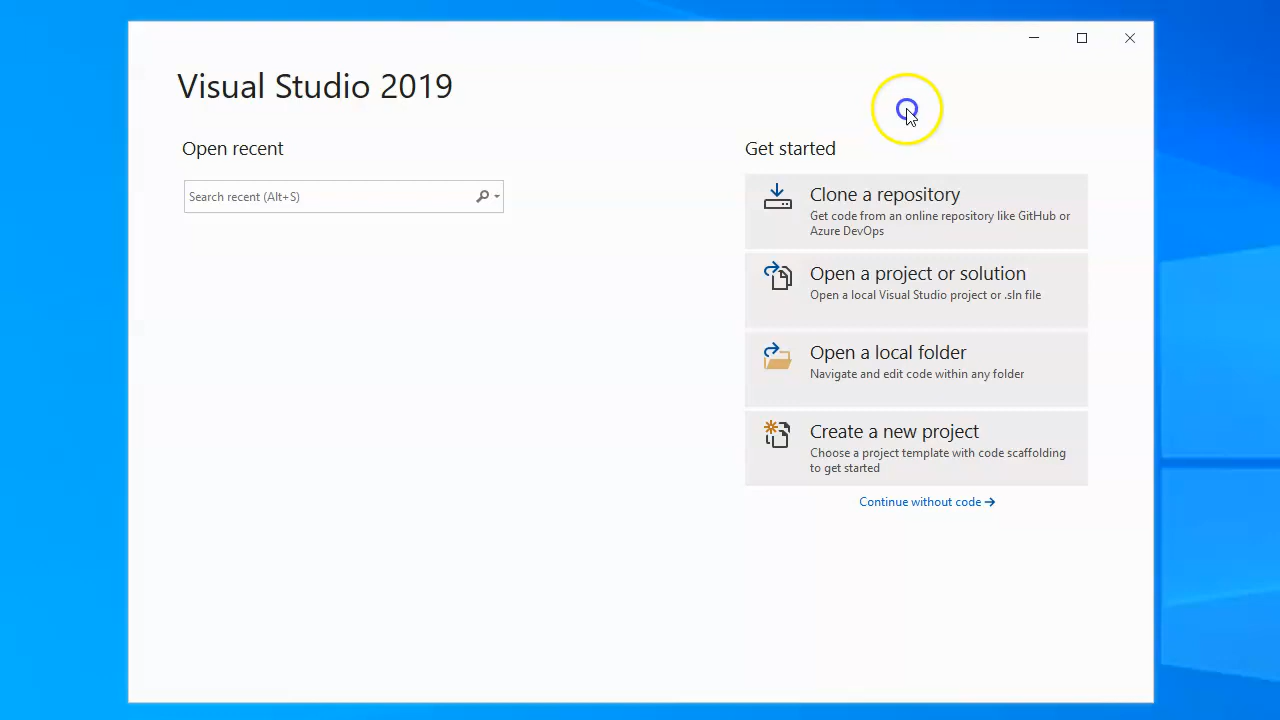 Visual Studio 2019
Open recent
Search recent (Alt+S)
Get started
Clone a repository
Get code from an online repository like GitHub or
Azure DevOps
Open a project or solution
Open a local Visual Studio project or .sln file
Open a local folder
Navigate and edit code within any folder
Create a new project
Choose a project template with code scaffolding
to get started
Continue without code →